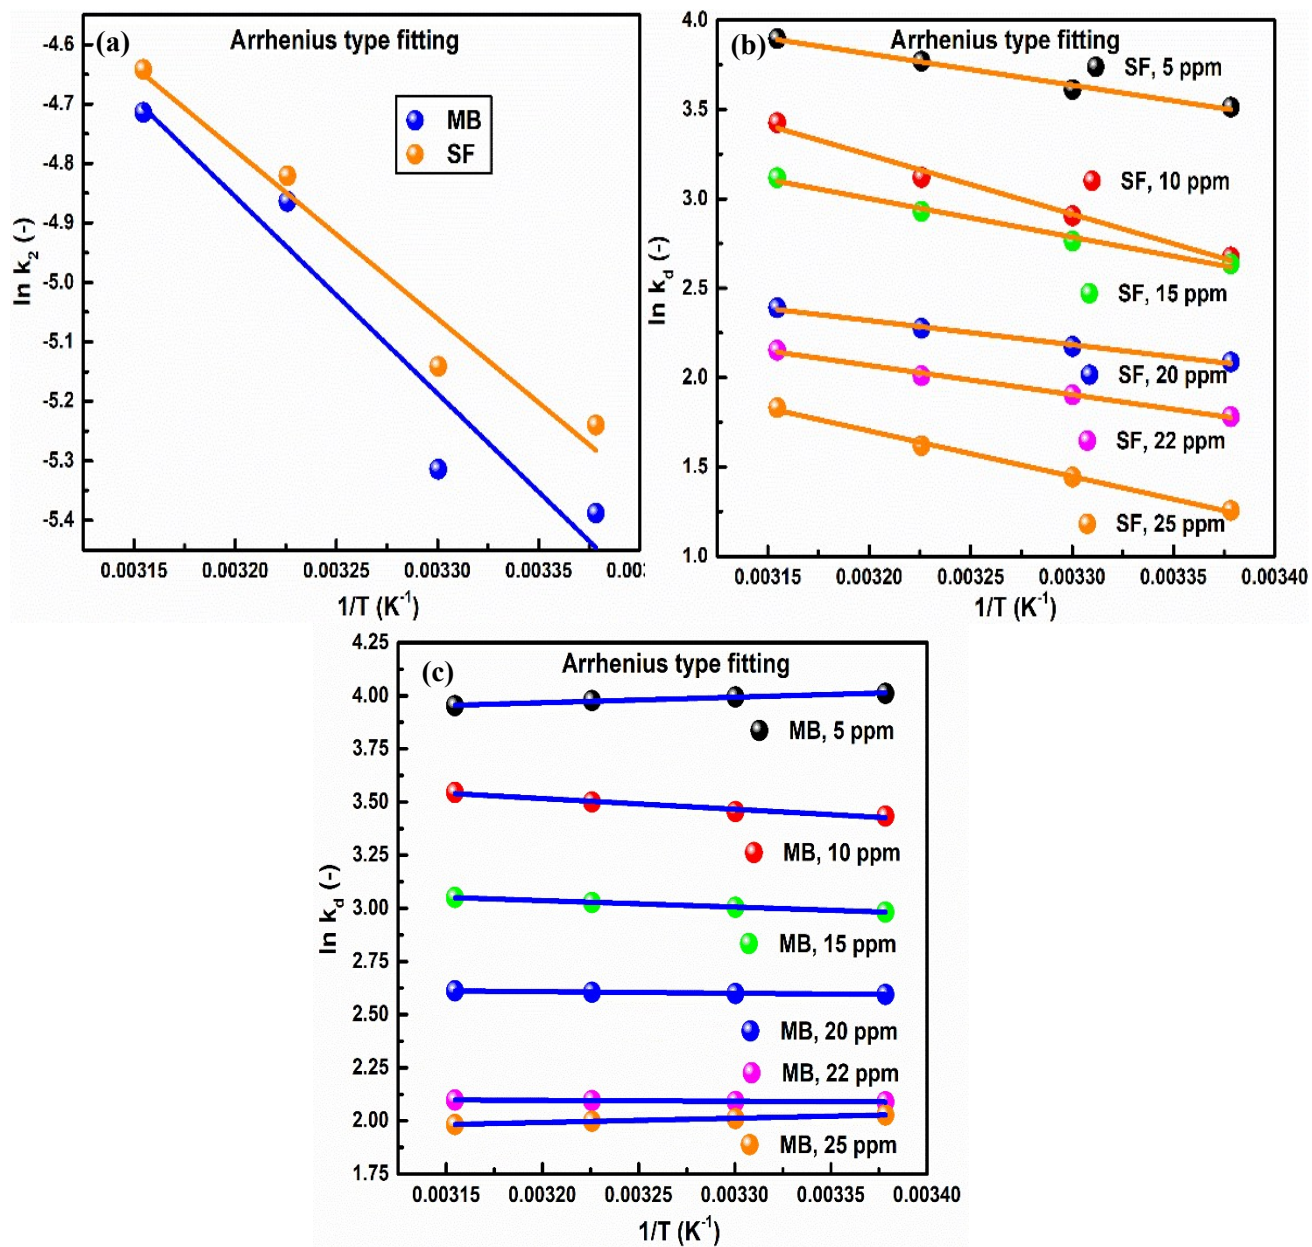 (a)
Arrhenius type fitting
MB
SF
-4.6
-4.7
-4.8
-4.9
-5.0
-5.1
-5.2
-5.3
-5.4
ln k2 (-)
0.00315
0.00320
0.00325
0.00330
0.00335
1/T (K-1)
(b)
Arrhenius type fitting
SF, 5 ppm
SF, 10 ppm
SF, 15 ppm
SF, 20 ppm
SF, 22 ppm
SF, 25 ppm
4.0
3.5
3.0
2.5
2.0
1.5
1.0
ln kd (-)
0.00315
0.00320
0.00325
0.00330
0.00335
0.00340
1/T (K-1)
(c)
Arrhenius type fitting
MB, 5 ppm
MB, 10 ppm
MB, 15 ppm
MB, 20 ppm
MB, 22 ppm
MB, 25 ppm
4.25
4.00
3.75
3.50
3.25
3.00
2.75
2.50
2.25
2.00
1.75
ln kd (-)
0.00315
0.00320
0.00325
0.00330
0.00335
0.00340
1/T (K-1)